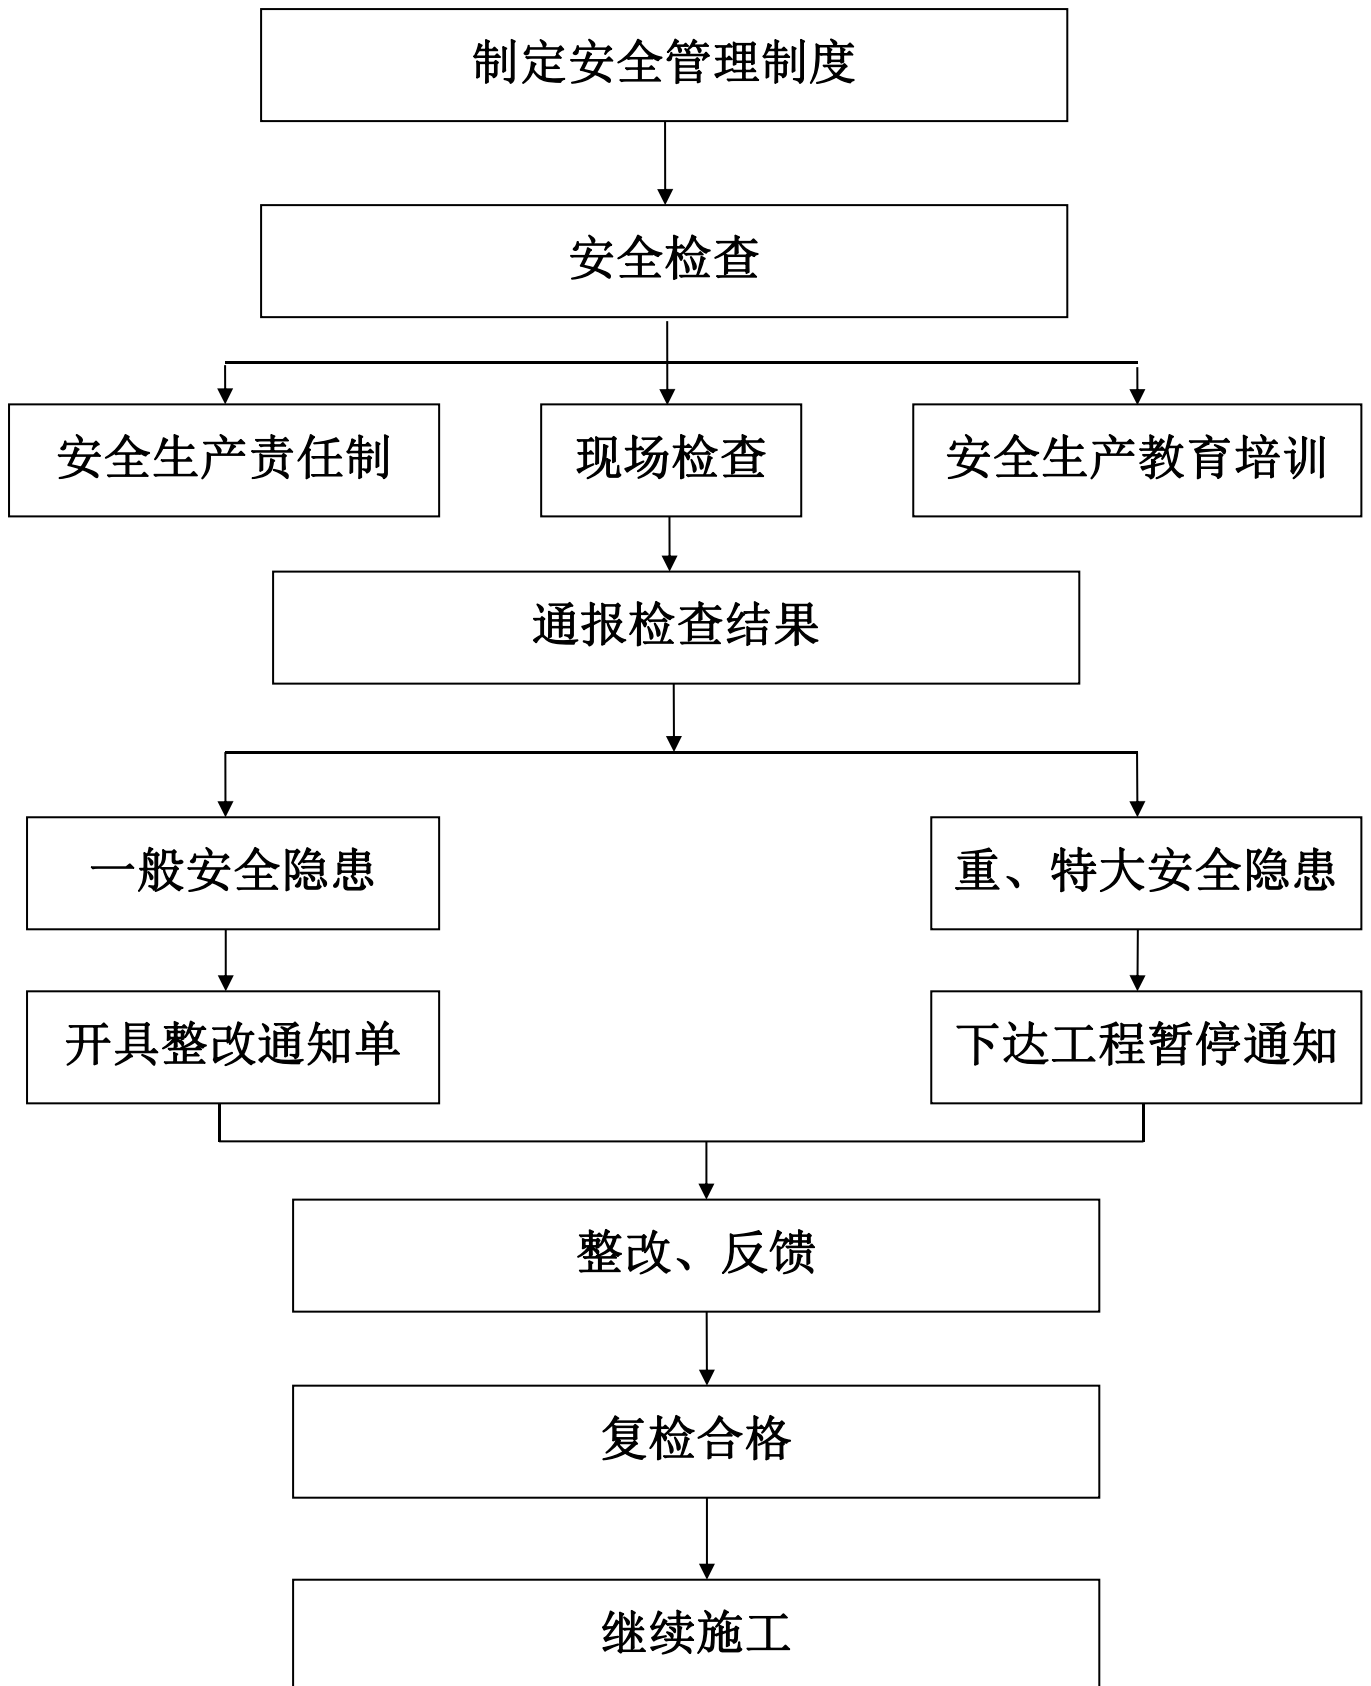 制定安全管理制度
安全检查
安全生产责任制
现场检查
安全生产教育培训
通报检查结果
一般安全隐患
重、特大安全隐患
开具整改通知单
下达工程暂停通知
整改、反馈
复检合格
继续施工